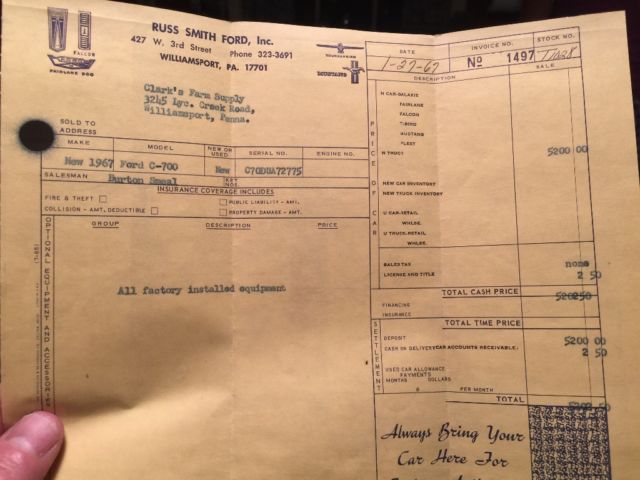 RUSS SMITH FORD, Inc.
427 W. 3rd Street Phone 323-3691
WILLIAMSPORT, PA. 17701
FALCON
FORD
FAIRLANE 500
THUNDERBIRD
MUSTANG
DATE
1-27-67
INVOICE NO.
No 1497
STOCK NO.
DESCRIPTION
SALE
Clark's Farm Supply
3245 Lyc. Creek Road,
Williamsport, Penna.
SOLD TO
ADDRESS
MAKE MODEL NEW OR USED SERIAL NO. ENGINE NO.
New 1967 Ford C-700 New C70DUA72775
SALESMAN Burton Smeal KEY NOS.
INSURANCE COVERAGE INCLUDES
FIRE & THEFT PUBLIC LIABILITY - AMT.
COLLISION - AMT. DEDUCTIBLE PROPERTY DAMAGE - AMT.
GROUP DESCRIPTION PRICE
OPTIONAL EQUIPMENT AND ACCESSORIES
All factory installed equipment
PRICE OF CAR
N CAR-GALAXIE
FAIRLANE
FALCON
T-BIRD
MUSTANG
FLEET
N TRUCK 5200 00
NEW CAR INVENTORY
NEW TRUCK INVENTORY
U CAR-RETAIL
WHLSE.
U TRUCK-RETAIL
WHLSE.
SALES TAX none
LICENSE AND TITLE 2 50
TOTAL CASH PRICE 520250
FINANCING
INSURANCE
TOTAL TIME PRICE
SETTLEMENT
DEPOSIT 5200 00
CASH ON DELIVERY CAR ACCOUNTS RECEIVABLE. 2 50
USED CAR ALLOWANCE
PAYMENTS
MONTHS DOLLARS
PER MONTH
TOTAL
Always Bring Your
Car Here For